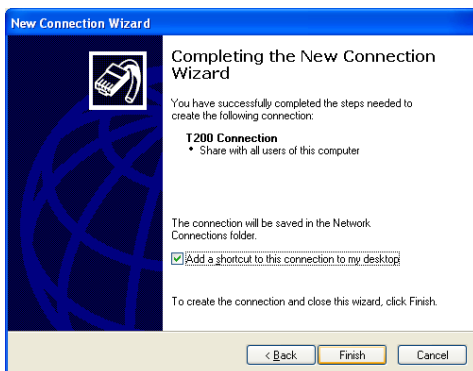 New Connection Wizard
Completing the New Connection
Wizard
You have successfully completed the steps needed to
create the following connection:
T200 Connection
• Share with all users of this computer
The connection will be saved in the Network
Connections folder.
Add a shortcut to this connection to my desktop
To create the connection and close this wizard, click Finish.
< Back
Finish
Cancel